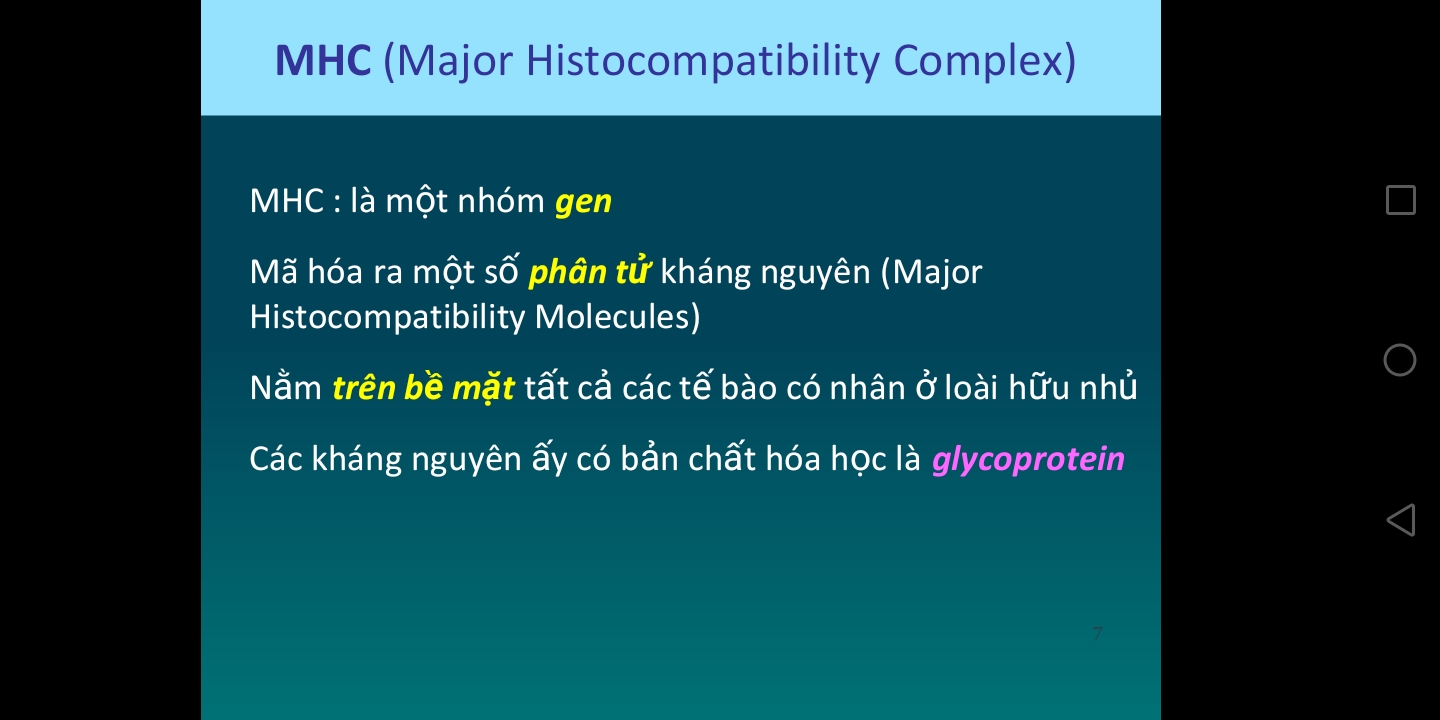 MHC (Major Histocompatibility Complex)
MHC : là một nhóm gen
Mã hóa ra một số phân tử kháng nguyên (Major
Histocompatibility Molecules)
Nằm trên bề mặt tất cả các tế bào có nhân ở loài hữu nhủ
Các kháng nguyên ấy có bản chất hóa học là glycoprotein
7